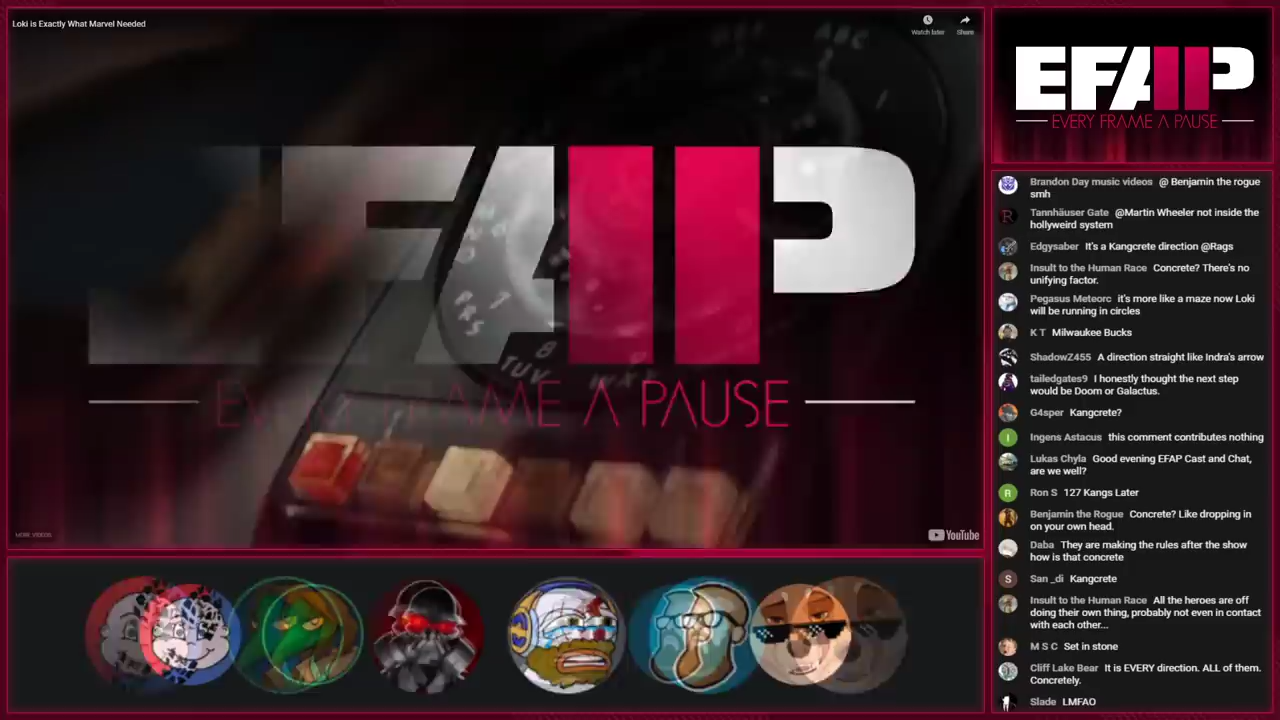 Loki is Exactly What Marvel Needed
Watch later
Share
ABC
PRS
7
8
TUV
WXY
EFAP
EVERY FRAME A PAUSE
MORE VIDEOS
YouTube
EFAP
EVERY FRAME A PAUSE
Brandon Day music videos @ Benjamin the rogue
smh
Tannhäuser Gate @Martin Wheeler not inside the
hollyweird system
Edgysaber It's a Kangcrete direction @Rags
Insult to the Human Race Concrete? There's no
unifying factor.
Pegasus Meteorc it's more like a maze now Loki
will be running in circles
K T Milwaukee Bucks
ShadowZ455 A direction straight like Indra's arrow
tailedgates9 I honestly thought the next step
would be Doom or Galactus.
G4sper Kangcrete?
I
Ingens Astacus this comment contributes nothing
Lukas Chyla Good evening EFAP Cast and Chat,
are we well?
R
Ron S 127 Kangs Later
Benjamin the Rogue Concrete? Like dropping in
on your own head.
Daba They are making the rules after the show
how is that concrete
S
San _di Kangcrete
Insult to the Human Race All the heroes are off
doing their own thing, probably not even in contact
with each other...
M S C Set in stone
Cliff Lake Bear It is EVERY direction. ALL of them.
Concretely.
Slade LMFAO